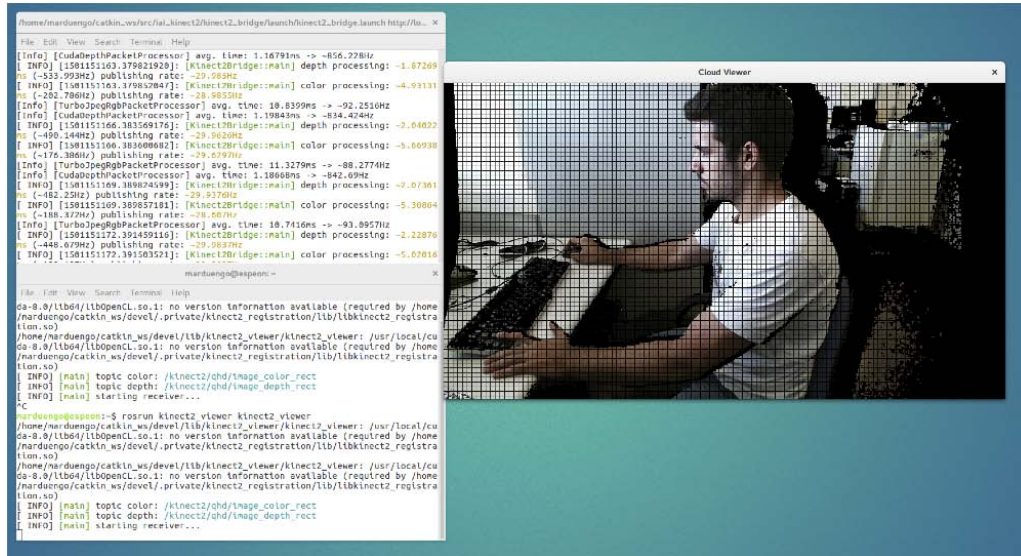 /home/marduengo/catkin_ws/src/iai_kinect2/kinect2_bridge/launch/kinect2_bridge.launch http://lo... ×
File Edit View Search Terminal Help
[Info] [CudaDepthPacketProcessor] avg. time: 1.16791ms -> ~856.228Hz
[ INFO] [1501151163.379821920]: [Kinect2Bridge::main] depth processing: ~1.87269
ms (~533.993Hz) publishing rate: ~29.985Hz
[ INFO] [1501151163.379852047]: [Kinect2Bridge::main] color processing: ~4.93131
ms (~202.786Hz) publishing rate: ~28.9855Hz
[Info] [TurboJpegRgbPacketProcessor] avg. time: 10.8399ms -> ~92.2516Hz
[Info] [CudaDepthPacketProcessor] avg. time: 1.19843ms -> ~834.424Hz
[ INFO] [1501151166.383569176]: [Kinect2Bridge::main] depth processing: ~2.04022
ms (~490.144Hz) publishing rate: ~29.9626Hz
[ INFO] [1501151166.383600682]: [Kinect2Bridge::main] color processing: ~5.66938
ms (~176.386Hz) publishing rate: ~29.6297Hz
[Info] [TurboJpegRgbPacketProcessor] avg. time: 11.3279ms -> ~88.2774Hz
[Info] [CudaDepthPacketProcessor] avg. time: 1.18668ms -> ~842.69Hz
[ INFO] [1501151169.389824599]: [Kinect2Bridge::main] depth processing: ~2.07361
ms (~482.25Hz) publishing rate: ~29.9376Hz
[ INFO] [1501151169.389857181]: [Kinect2Bridge::main] color processing: ~5.30864
ms (~188.372Hz) publishing rate: ~28.607Hz
[Info] [TurboJpegRgbPacketProcessor] avg. time: 10.7416ms -> ~93.0957Hz
[ INFO] [1501151172.391459116]: [Kinect2Bridge::main] depth processing: ~2.22876
ms (~448.679Hz) publishing rate: ~29.9837Hz
[ INFO] [1501151172.391503521]: [Kinect2Bridge::main] color processing: ~5.02016
marduengo@espeon: ~ ×
File Edit View Search Terminal Help
da-8.0/lib64/libOpenCL.so.1: no version information available (required by /home
/marduengo/catkin_ws/devel/.private/kinect2_registration/lib/libkinect2_registra
tion.so)
/home/marduengo/catkin_ws/devel/lib/kinect2_viewer/kinect2_viewer: /usr/local/cu
da-8.0/lib64/libOpenCL.so.1: no version information available (required by /home
/marduengo/catkin_ws/devel/.private/kinect2_registration/lib/libkinect2_registra
tion.so)
[ INFO] [main] topic color: /kinect2/qhd/image_color_rect
[ INFO] [main] topic depth: /kinect2/qhd/image_depth_rect
[ INFO] [main] starting receiver...
^C
marduengo@espeon:~$ rosrun kinect2_viewer kinect2_viewer
/home/marduengo/catkin_ws/devel/lib/kinect2_viewer/kinect2_viewer: /usr/local/cu
da-8.0/lib64/libOpenCL.so.1: no version information available (required by /home
/marduengo/catkin_ws/devel/.private/kinect2_registration/lib/libkinect2_registra
tion.so)
/home/marduengo/catkin_ws/devel/lib/kinect2_viewer/kinect2_viewer: /usr/local/cu
da-8.0/lib64/libOpenCL.so.1: no version information available (required by /home
/marduengo/catkin_ws/devel/.private/kinect2_registration/lib/libkinect2_registra
tion.so)
[ INFO] [main] topic color: /kinect2/qhd/image_color_rect
[ INFO] [main] topic depth: /kinect2/qhd/image_depth_rect
[ INFO] [main] starting receiver...
Cloud Viewer ×